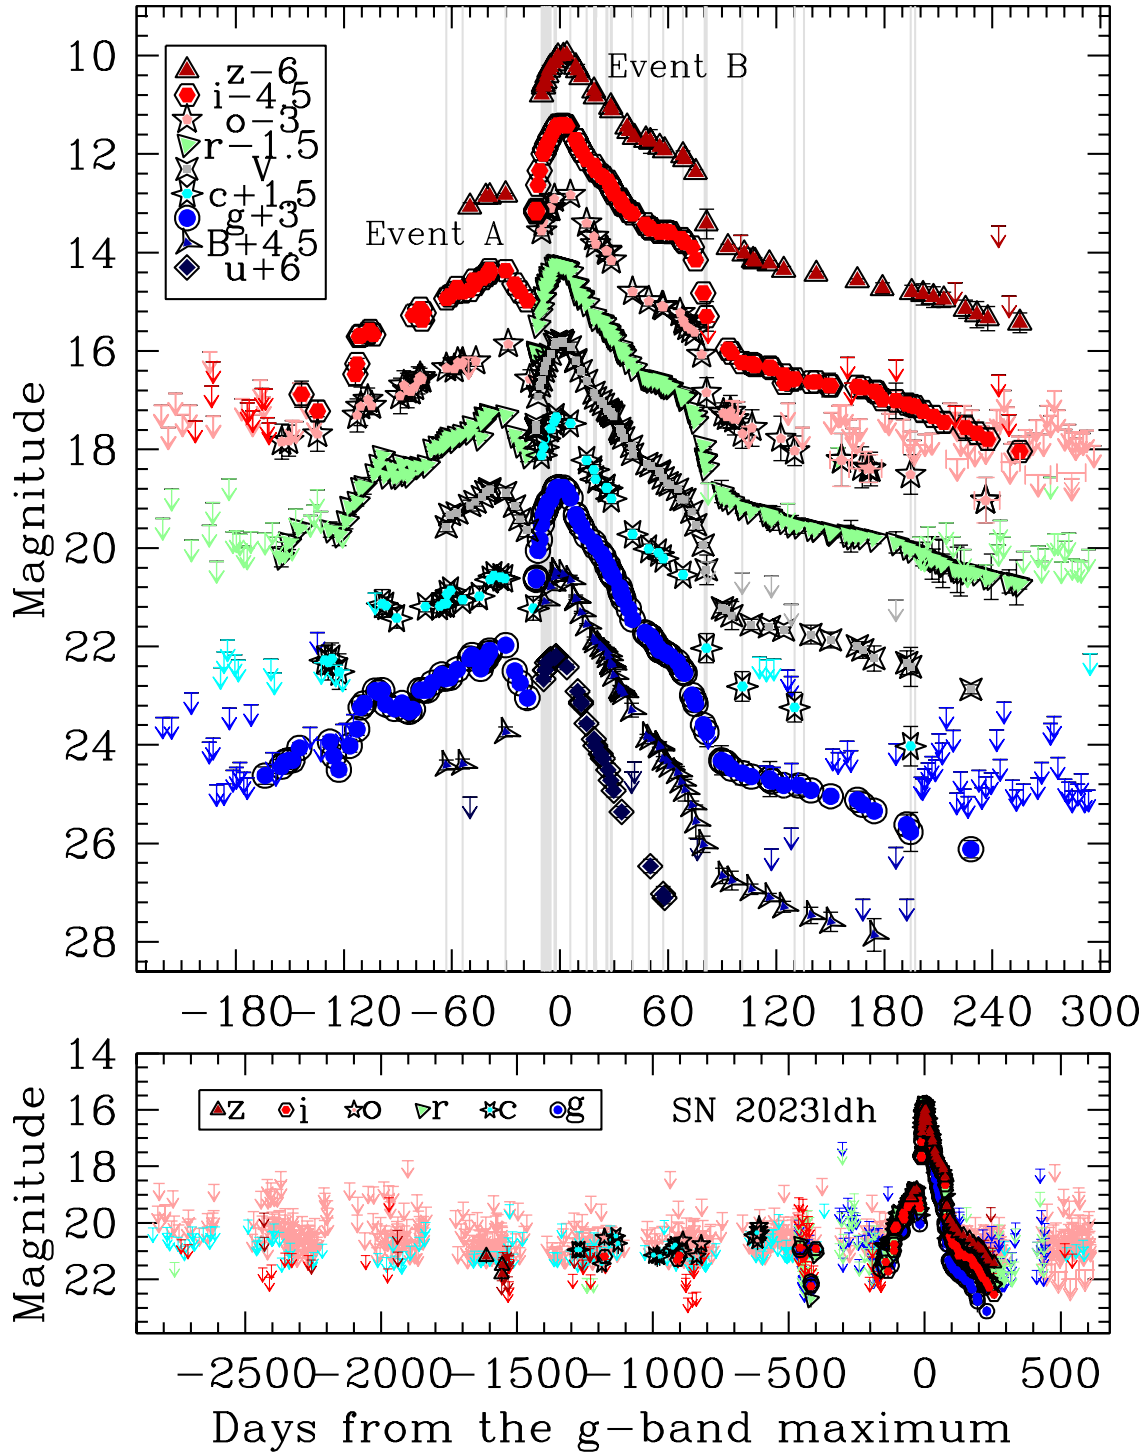 10
12
14
16
18
20
22
24
26
28
Magnitude
z−6
i−4.5
o−3
r−1.5
V
c+1.5
g+3
B+4.5
u+6
Event A
Event B
−180 −120 −60 0 60 120 180 240 300
14
16
18
20
22
Magnitude
z i o r c g
SN 2023ldh
−2500 −2000 −1500 −1000 −500 0 500
Days from the g−band maximum